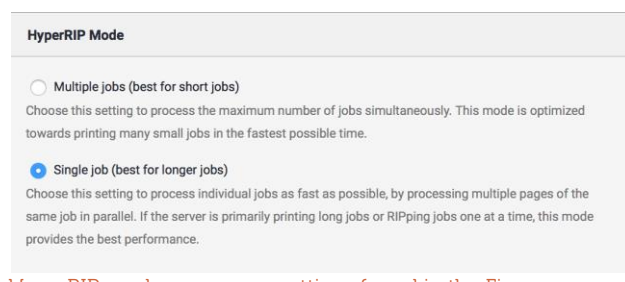 HyperRIP Mode
Multiple jobs (best for short jobs)
Choose this setting to process the maximum number of jobs simultaneously. This mode is optimized
towards printing many small jobs in the fastest possible time.
Single job (best for longer jobs)
Choose this setting to process individual jobs as fast as possible, by processing multiple pages of the
same job in parallel. If the server is primarily printing long jobs or RIPping jobs one at a time, this mode
provides the best performance.